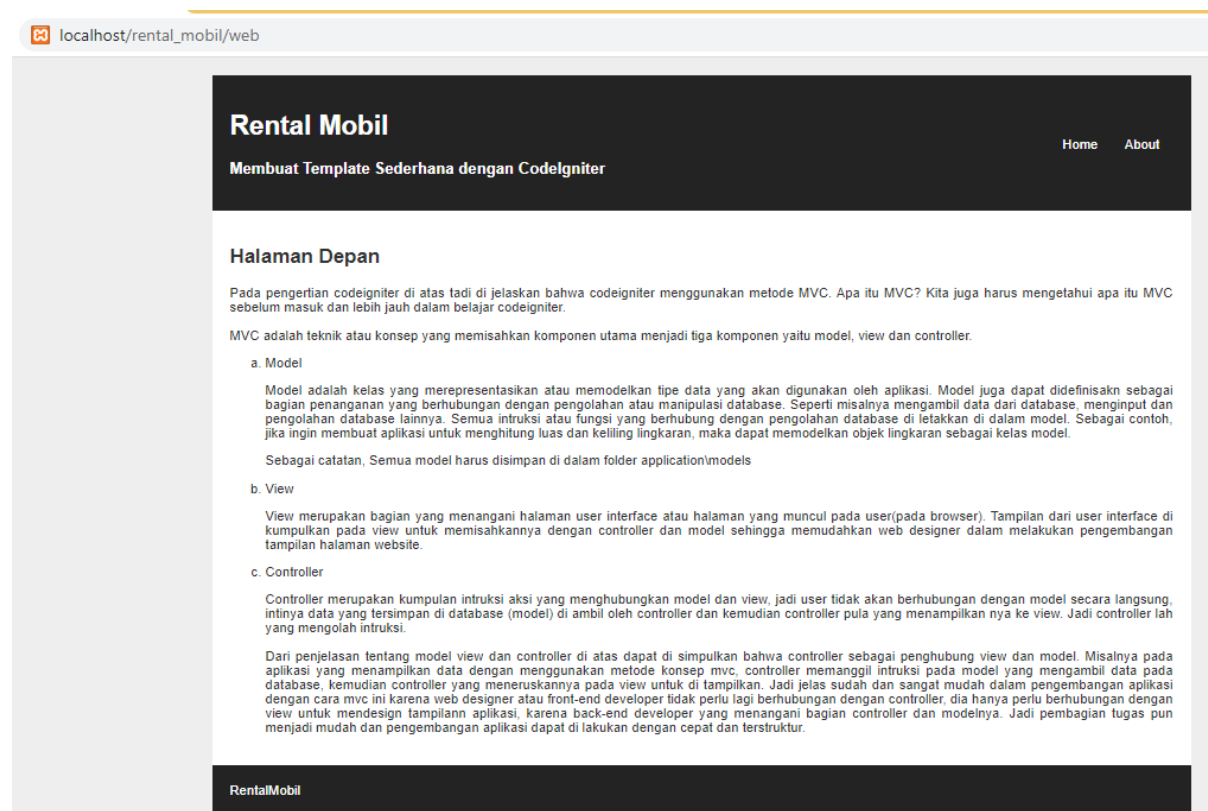 localhost/rental_mobil/web
Rental Mobil
Home About
Membuat Template Sederhana dengan CodeIgniter
Halaman Depan
Pada pengertian codeigniter di atas tadi di jelaskan bahwa codeigniter menggunakan metode MVC. Apa itu MVC? Kita juga harus mengetahui apa itu MVC
sebelum masuk dan lebih jauh dalam belajar codeigniter.
MVC adalah teknik atau konsep yang memisahkan komponen utama menjadi tiga komponen yaitu model, view dan controller.
a. Model
Model adalah kelas yang merepresentasikan atau memodelkan tipe data yang akan digunakan oleh aplikasi. Model juga dapat didefinisakn sebagai
bagian penanganan yang berhubungan dengan pengolahan atau manipulasi database. Seperti misalnya mengambil data dari database, menginput dan
pengolahan database lainnya. Semua intruksi atau fungsi yang berhubung dengan pengolahan database di letakkan di dalam model. Sebagai contoh,
jika ingin membuat aplikasi untuk menghitung luas dan keliling lingkaran, maka dapat memodelkan objek lingkaran sebagai kelas model.
Sebagai catatan, Semua model harus disimpan di dalam folder application\models
b. View
View merupakan bagian yang menangani halaman user interface atau halaman yang muncul pada user(pada browser). Tampilan dari user interface di
kumpulkan pada view untuk memisahkannya dengan controller dan model sehingga memudahkan web designer dalam melakukan pengembangan
tampilan halaman website.
c. Controller
Controller merupakan kumpulan intruksi aksi yang menghubungkan model dan view, jadi user tidak akan berhubungan dengan model secara langsung,
intinya data yang tersimpan di database (model) di ambil oleh controller dan kemudian controller pula yang menampilkan nya ke view. Jadi controller lah
yang mengolah intruksi.
Dari penjelasan tentang model view dan controller di atas dapat di simpulkan bahwa controller sebagai penghubung view dan model. Misalnya pada
aplikasi yang menampilkan data dengan menggunakan metode konsep mvc, controller memanggil intruksi pada model yang mengambil data pada
database, kemudian controller yang meneruskannya pada view untuk di tampilkan. Jadi jelas sudah dan sangat mudah dalam pengembangan aplikasi
dengan cara mvc ini karena web designer atau front-end developer tidak perlu lagi berhubungan dengan controller, dia hanya perlu berhubungan dengan
view untuk mendesign tampilann aplikasi, karena back-end developer yang menangani bagian controller dan modelnya. Jadi pembagian tugas pun
menjadi mudah dan pengembangan aplikasi dapat di lakukan dengan cepat dan terstruktur.
RentalMobil